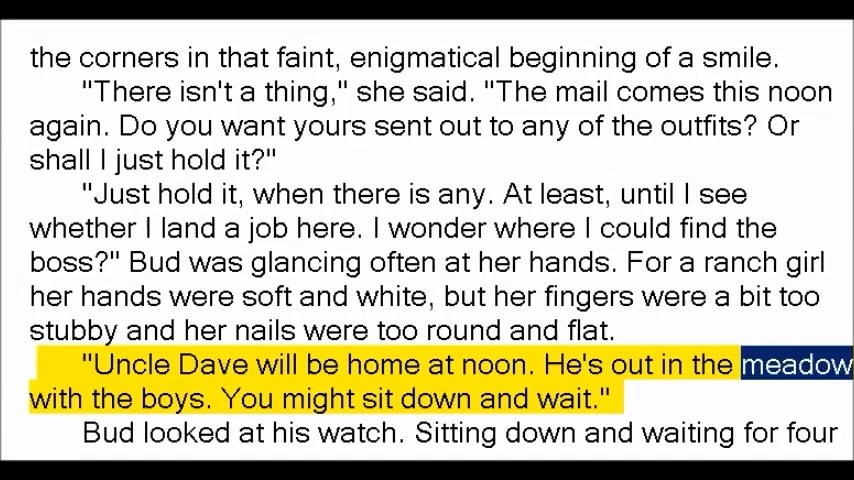 the corners in that faint, enigmatical beginning of a smile.
"There isn't a thing," she said. "The mail comes this noon
again. Do you want yours sent out to any of the outfits? Or
shall I just hold it?"
"Just hold it, when there is any. At least, until I see
whether I land a job here. I wonder where I could find the
boss?" Bud was glancing often at her hands. For a ranch girl
her hands were soft and white, but her fingers were a bit too
stubby and her nails were too round and flat.
"Uncle Dave will be home at noon. He's out in the meadow
with the boys. You might sit down and wait."
Bud looked at his watch. Sitting down and waiting for four